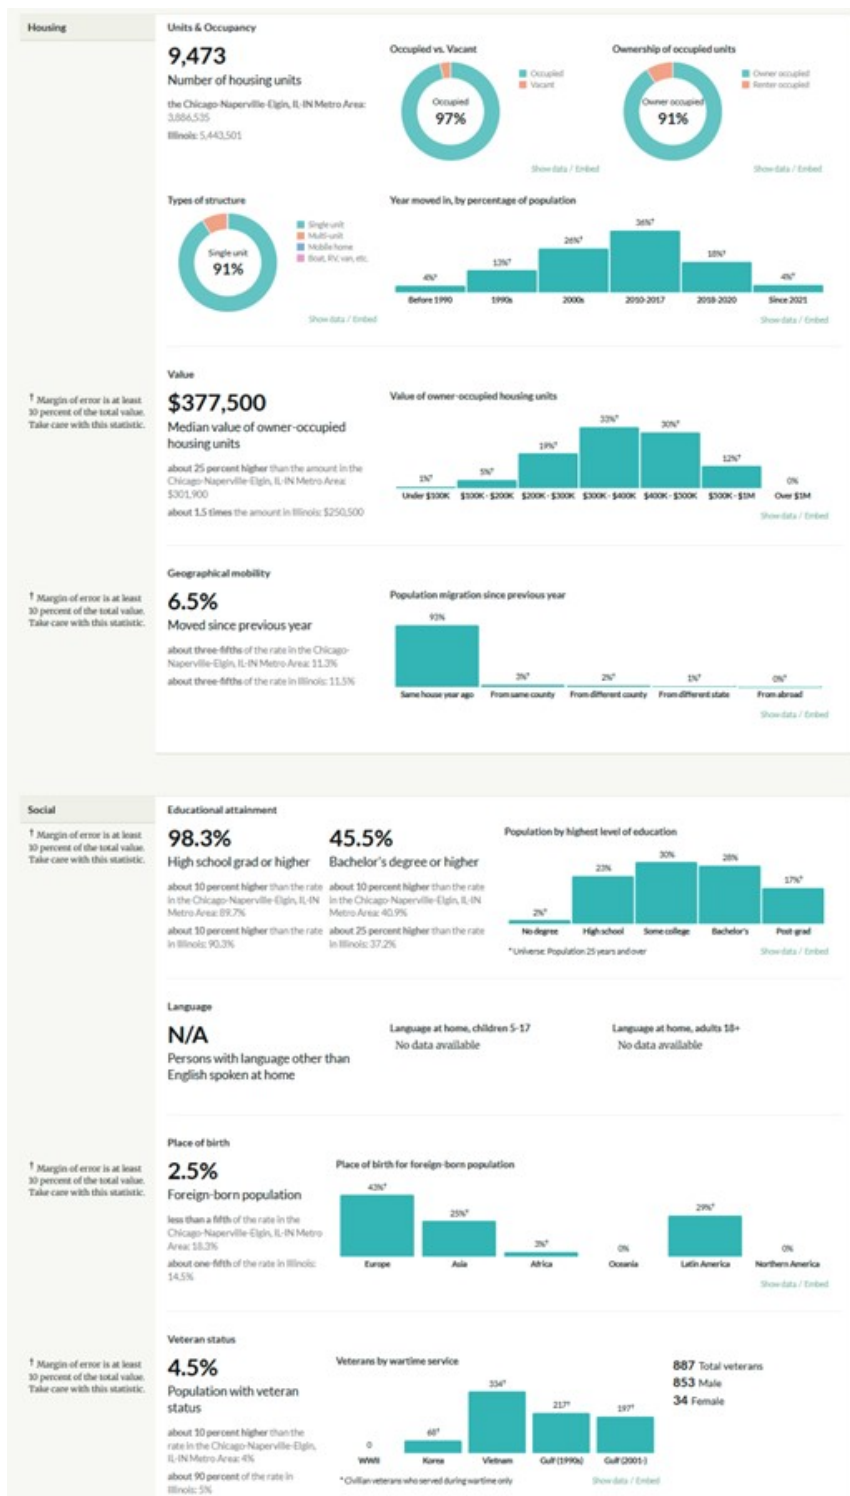 Housing
Units & Occupancy
9,473
Number of housing units
the Chicago-Naperville-Elgin, IL-IN Metro Area:
3,886,535
Illinois: 5,443,501
Occupied vs. Vacant
Occupied
97%
Occupied
Vacant
Show data / Embed
Ownership of occupied units
Owner occupied
91%
Owner occupied
Renter occupied
Show data / Embed
Types of structure
Single unit
91%
Single unit
Multi-unit
Mobile home
Boat, RV, van, etc.
Show data / Embed
Year moved in, by percentage of population
4%† 13%† 26%† 36%† 18%† 4%†
Before 1990 1990s 2000s 2010-2017 2018-2020 Since 2021
Show data / Embed
† Margin of error is at least
10 percent of the total value.
Take care with this statistic.
Value
$377,500
Median value of owner-occupied
housing units
about 25 percent higher than the amount in the
Chicago-Naperville-Elgin, IL-IN Metro Area:
$301,900
about 1.5 times the amount in Illinois: $250,500
Value of owner-occupied housing units
1%† 5%† 19%† 33%† 30%† 12%† 0%
Under $100K $100K - $200K $200K - $300K $300K - $400K $400K - $500K $500K - $1M Over $1M
Show data / Embed
† Margin of error is at least
10 percent of the total value.
Take care with this statistic.
Geographical mobility
6.5%
Moved since previous year
about three-fifths of the rate in the Chicago-
Naperville-Elgin, IL-IN Metro Area: 11.3%
about three-fifths of the rate in Illinois: 11.5%
Population migration since previous year
93% 3%† 2%† 1%† 0%†
Same house year ago From same county From different county From different state From abroad
Show data / Embed
Social
† Margin of error is at least
10 percent of the total value.
Take care with this statistic.
Educational attainment
98.3%
High school grad or higher
about 10 percent higher than the rate
in the Chicago-Naperville-Elgin, IL-IN
Metro Area: 89.7%
about 10 percent higher than the rate
in Illinois: 90.3%
45.5%
Bachelor's degree or higher
about 10 percent higher than the rate
in the Chicago-Naperville-Elgin, IL-IN
Metro Area: 40.9%
about 25 percent higher than the rate
in Illinois: 37.2%
Population by highest level of education
2%† 23% 30% 28% 17%†
No degree High school Some college Bachelor's Post-grad
* Universe: Population 25 years and over
Show data / Embed
Language
N/A
Persons with language other than
English spoken at home
Language at home, children 5-17
No data available
Language at home, adults 18+
No data available
† Margin of error is at least
10 percent of the total value.
Take care with this statistic.
Place of birth
2.5%
Foreign-born population
less than a fifth of the rate in the
Chicago-Naperville-Elgin, IL-IN Metro
Area: 18.3%
about one-fifth of the rate in Illinois:
14.5%
Place of birth for foreign-born population
43%† 25%† 3%† 0% 29%† 0%
Europe Asia Africa Oceania Latin America Northern America
Show data / Embed
† Margin of error is at least
10 percent of the total value.
Take care with this statistic.
Veteran status
4.5%
Population with veteran
status
about 10 percent higher than the
rate in the Chicago-Naperville-Elgin,
IL-IN Metro Area: 4%
about 90 percent of the rate in
Illinois: 5%
Veterans by wartime service
0 68† 334† 217† 197†
WWII Korea Vietnam Gulf (1990s) Gulf (2001-)
* Civilian veterans who served during wartime only
Show data / Embed
887 Total veterans
853 Male
34 Female